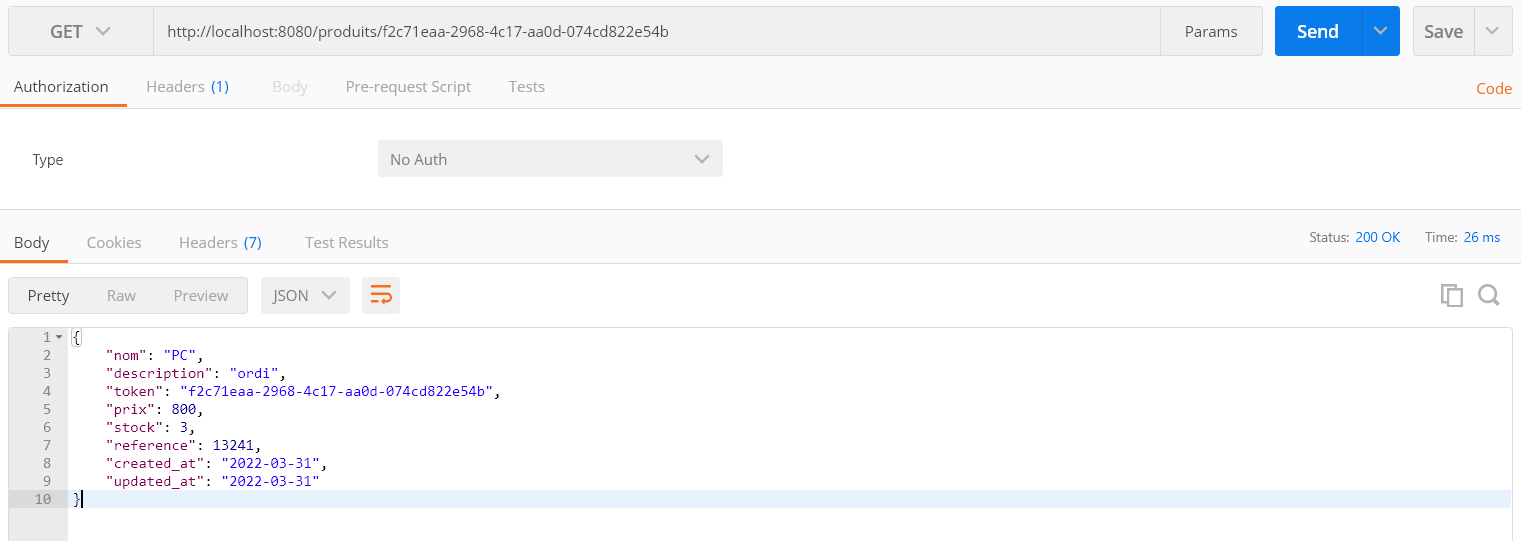 GET http://localhost:8080/produits/f2c71eaa-2968-4c17-aa0d-074cd822e54b Params Send Save
Authorization Headers (1) Body Pre-request Script Tests Code
Type No Auth
Body Cookies Headers (7) Test Results Status: 200 OK Time: 26 ms
Pretty Raw Preview JSON
1 {
2 "nom": "PC",
3 "description": "ordi",
4 "token": "f2c71eaa-2968-4c17-aa0d-074cd822e54b",
5 "prix": 800,
6 "stock": 3,
7 "reference": 13241,
8 "created_at": "2022-03-31",
9 "updated_at": "2022-03-31"
10 }